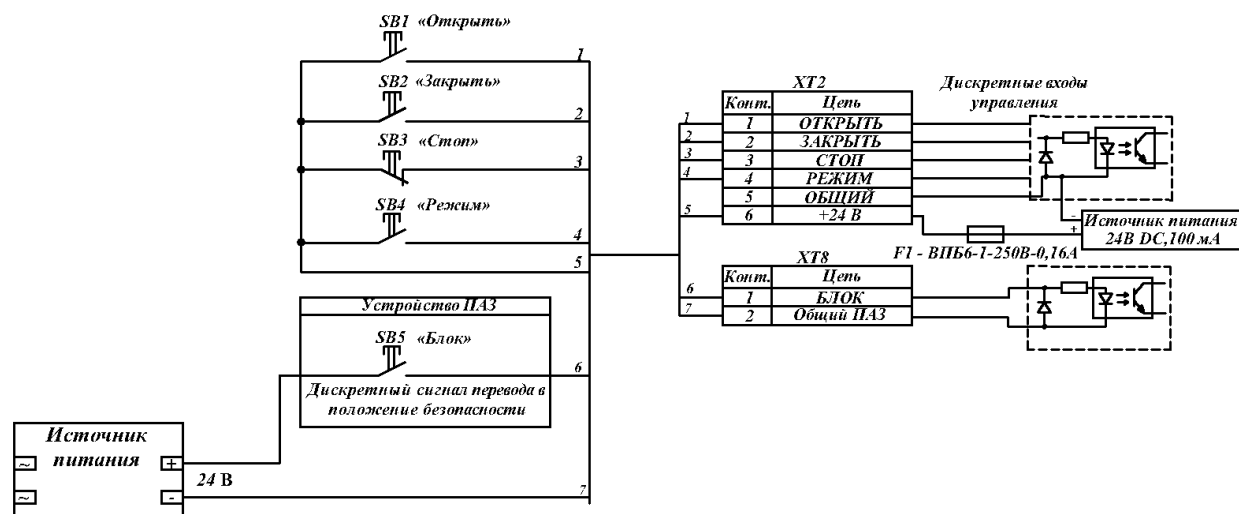 SB1 «Открыть»
1
SB2 «Закрыть»
2
SB3 «Стоп»
3
SB4 «Режим»
4
5
Устройство ПАЗ
SB5 «Блок»
6
Дискретный сигнал перевода в
положение безопасности
Источник
питания
~ +
24 В
~ -
7
XT2
Конт. Цепь
1 1 ОТКРЫТЬ
2 2 ЗАКРЫТЬ
3 3 СТОП
4 4 РЕЖИМ
5 ОБЩИЙ
5 6 +24 В
Дискретные входы
управления
-
+
Источник питания
24В DC,100 мА
F1 - ВПБ6-1-250В-0,16А
XT8
Конт. Цепь
6 1 БЛОК
7 2 Общий ПАЗ